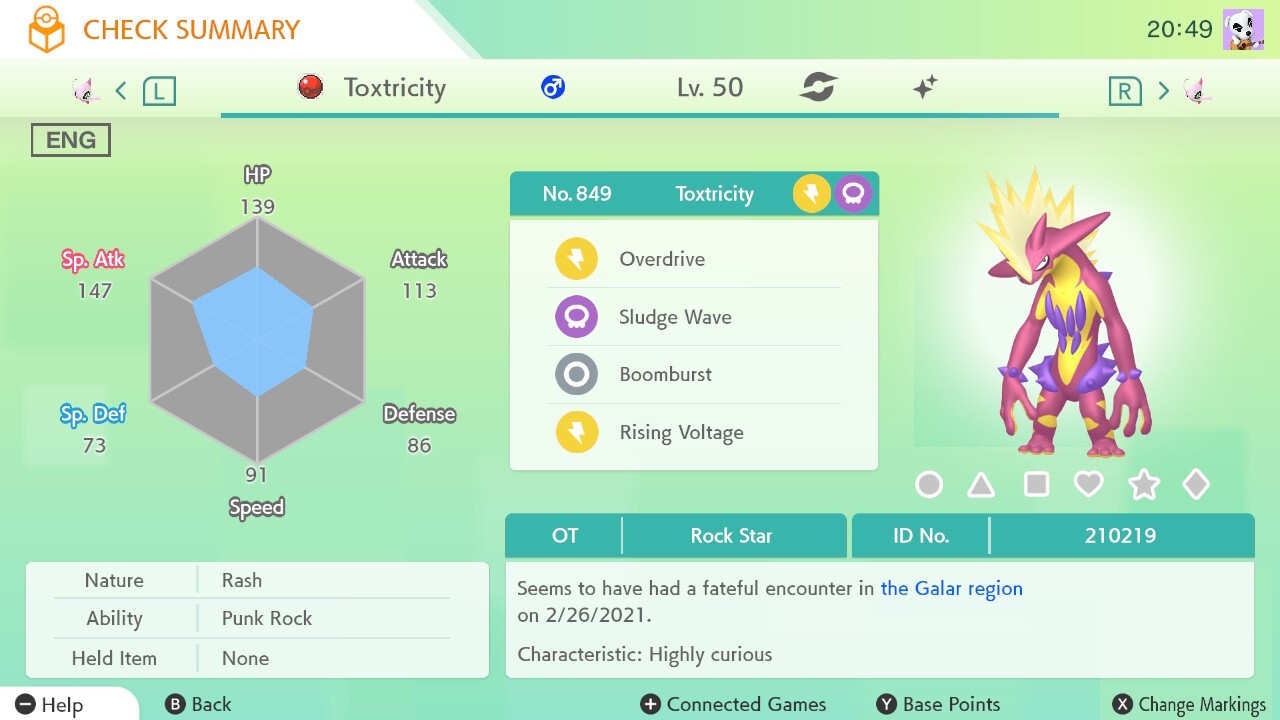 CHECK SUMMARY
20:49
L
Toxtricity
Lv. 50
R
ENG
HP
139
Sp. Atk
147
Attack
113
Sp. Def
73
Defense
86
91
Speed
No. 849 Toxtricity
Overdrive
Sludge Wave
Boomburst
Rising Voltage
OT Rock Star
ID No. 210219
Seems to have had a fateful encounter in the Galar region
on 2/26/2021.
Characteristic: Highly curious
Nature Rash
Ability Punk Rock
Held Item None
Help
B Back
Connected Games
Y Base Points
X Change Markings